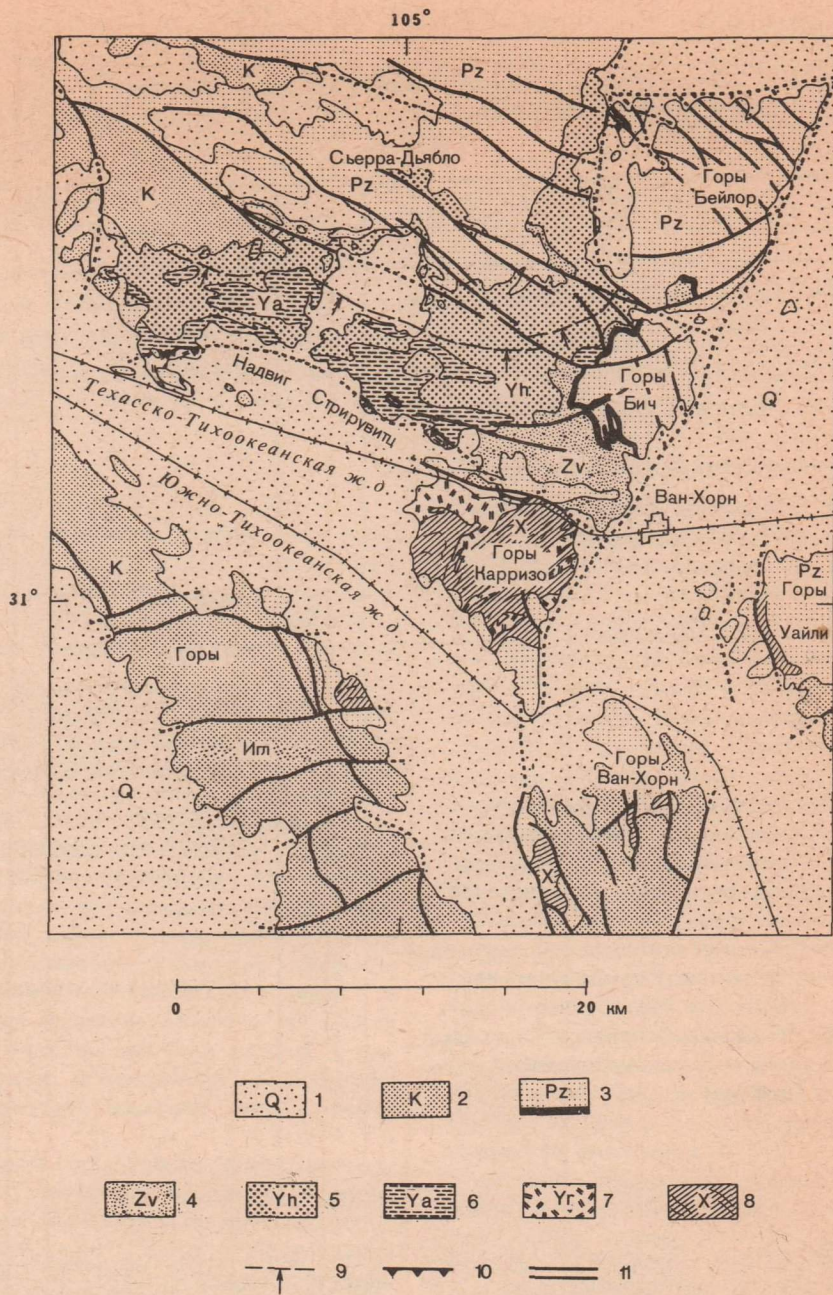 105°
K
Pz
Сьерра-Дьябло
Горы
Бейлор
Pz
Pz
K
Ya
Yh
Горы
Бич
Q
Надвиг Стрирувитц
Техасско-Тихоокеанская ж.д.
Южно-Тихоокеанская ж.д
Zv
Ван-Хорн
X
Горы
Карризо
31°
K
Pz
Горы
Уайли
Горы
Игл
Q
Горы
Ван-Хорн
X
0 20 км
Q 1 K 2 Pz 3
Zv 4 Yh 5 Ya 6 Yг 7 X 8
9 10 11